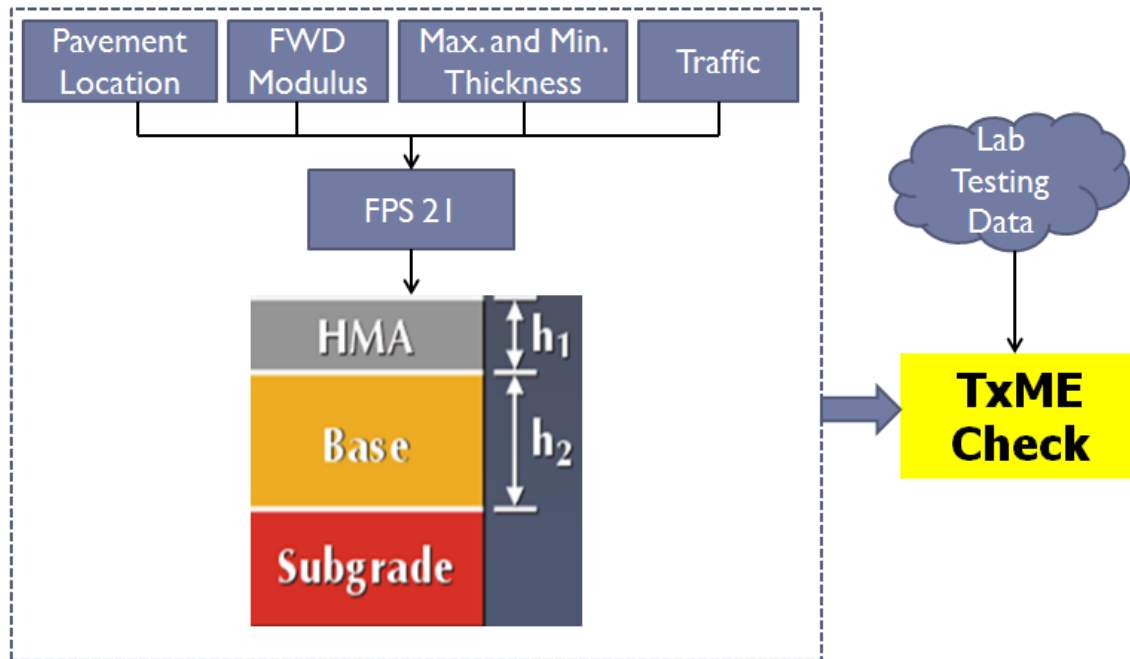 Pavement
Location
FWD
Modulus
Max. and Min.
Thickness
Traffic
FPS 21
Lab
Testing
Data
HMA
h1
Base
h2
Subgrade
TxME
Check